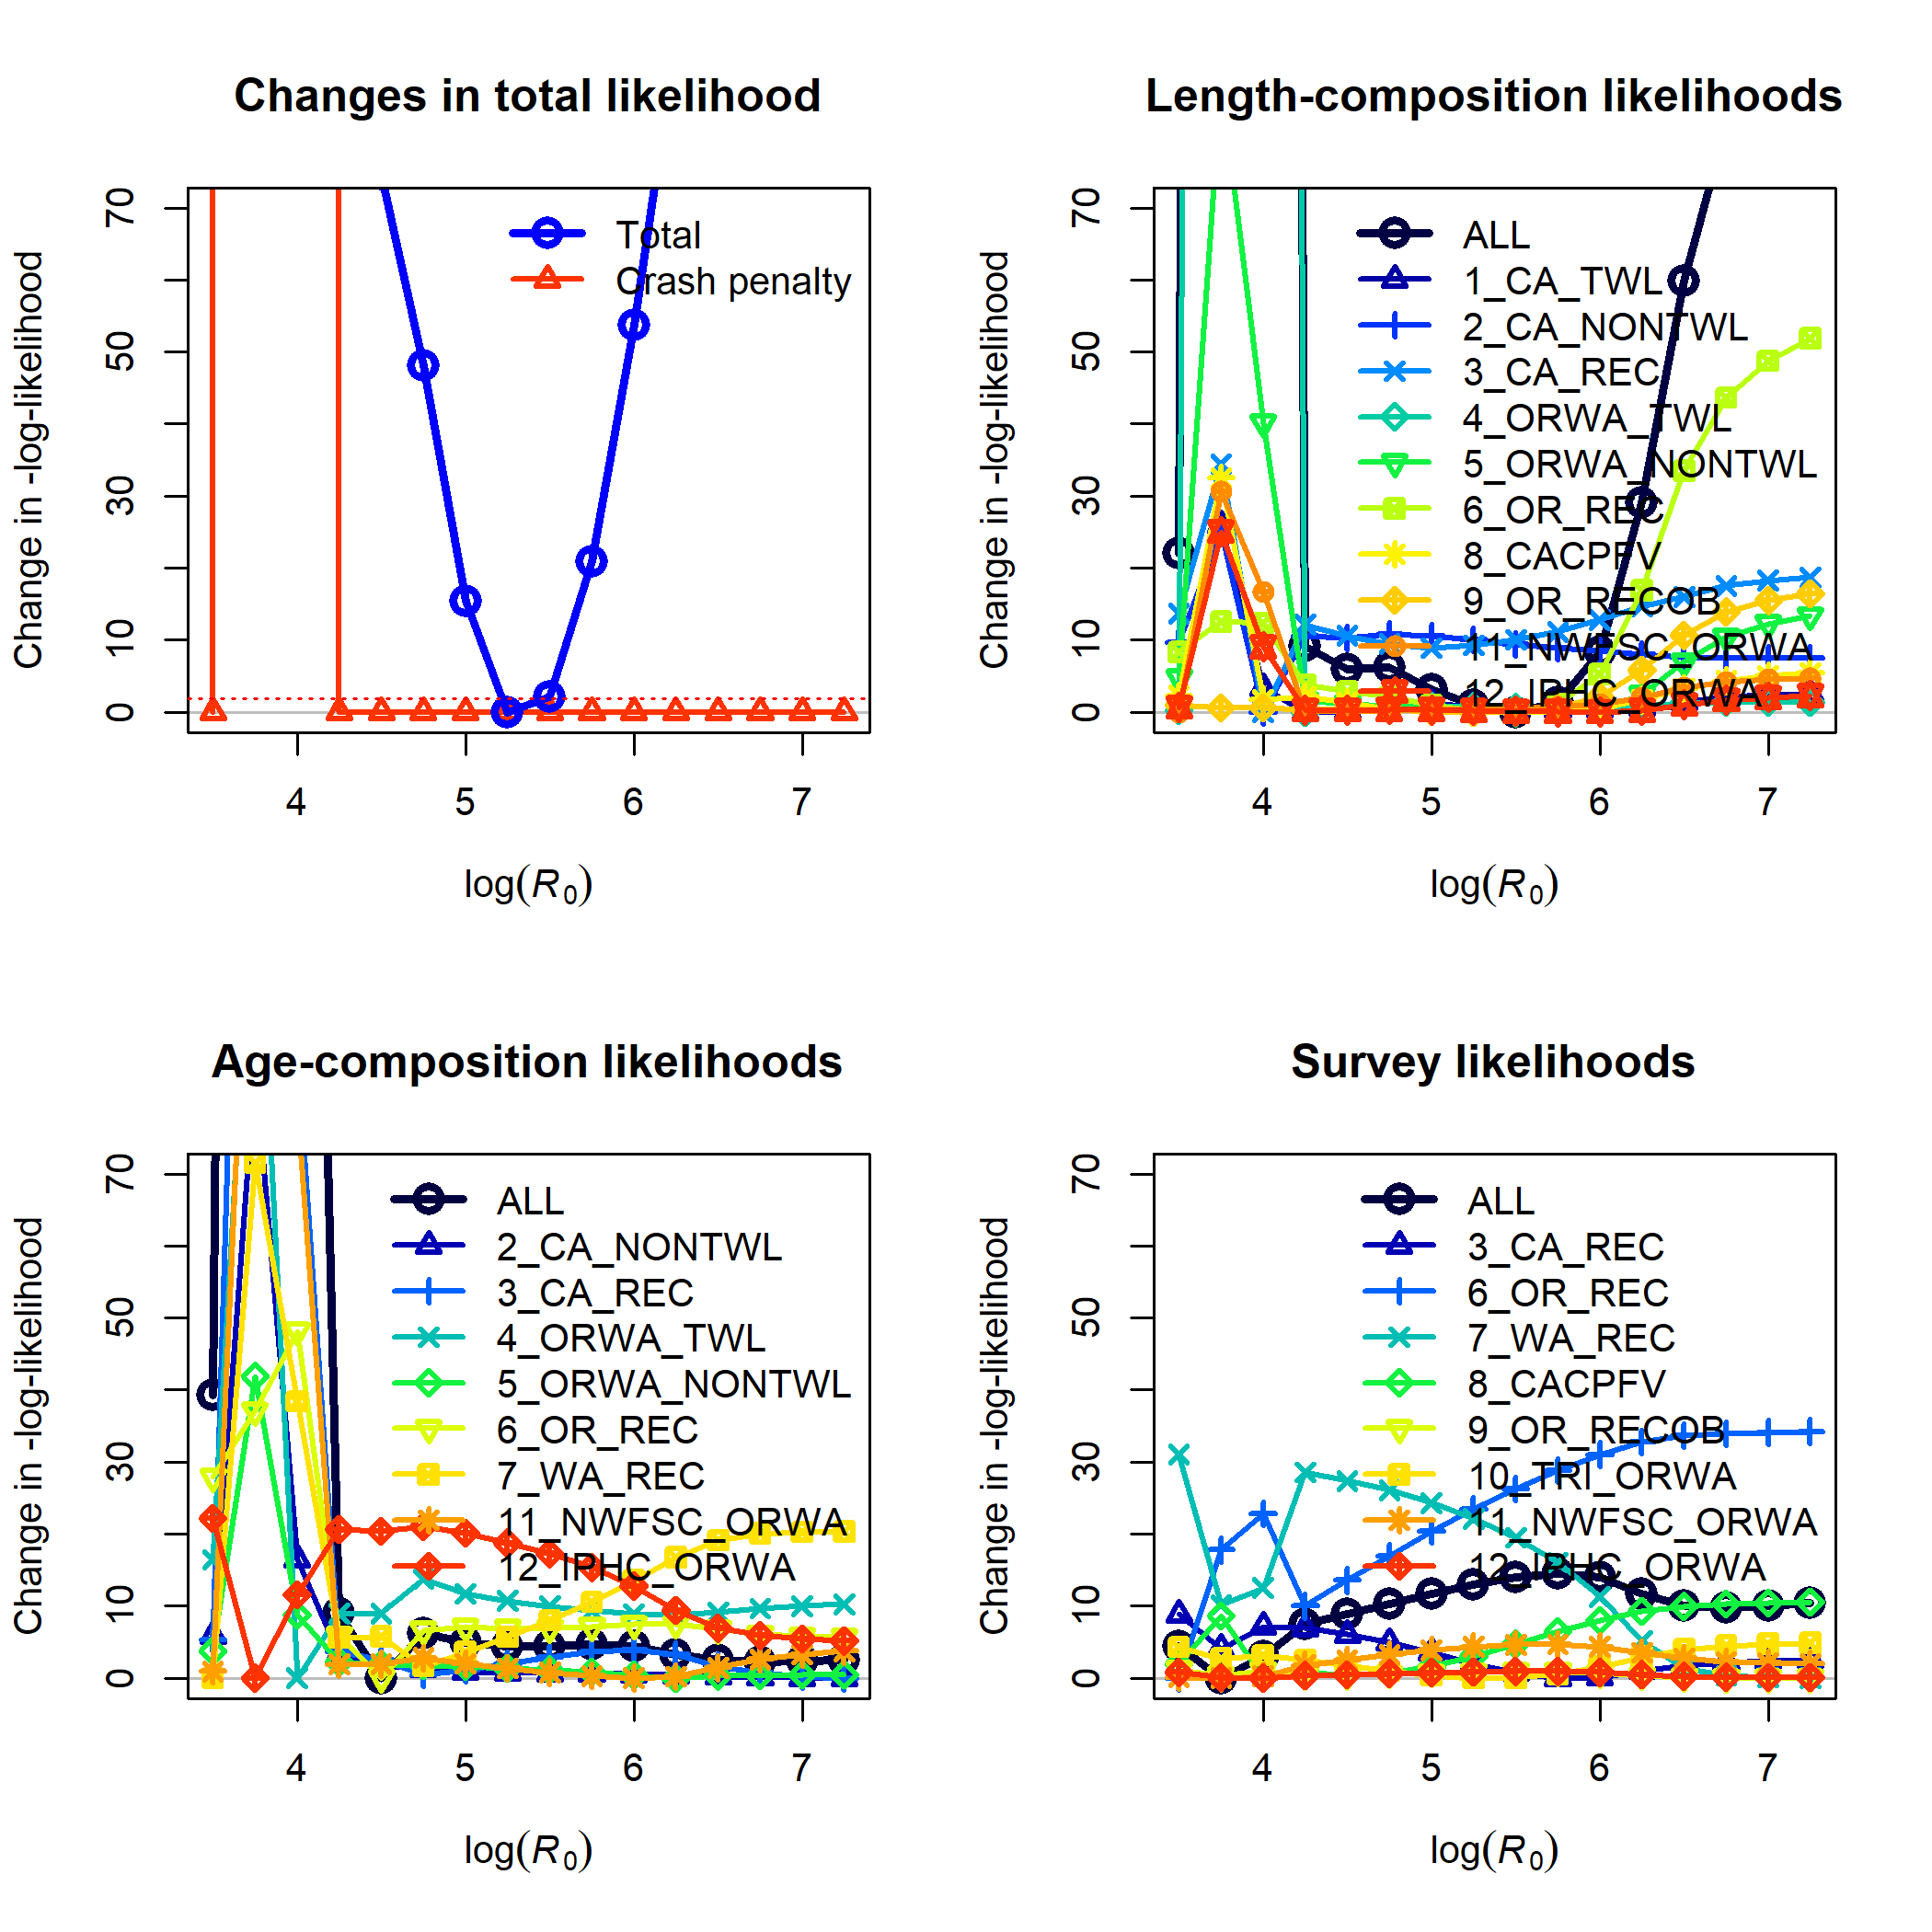 Changes in total likelihood
Change in -log-likelihood
70
50
30
10
0
Total
Crash penalty
4 5 6 7
log(R0)
Length-composition likelihoods
Change in -log-likelihood
70
50
30
10
0
ALL
1_CA_TWL
2_CA_NONTWL
3_CA_REC
4_ORWA_TWL
5_ORWA_NONTWL
6_OR_REC
8_CACPFV
9_OR_RECOB
11_NWFSC_ORWA
12_IPHC_ORWA
4 5 6 7
log(R0)
Age-composition likelihoods
Change in -log-likelihood
70
50
30
10
0
ALL
2_CA_NONTWL
3_CA_REC
4_ORWA_TWL
5_ORWA_NONTWL
6_OR_REC
7_WA_REC
11_NWFSC_ORWA
12_IPHC_ORWA
4 5 6 7
log(R0)
Survey likelihoods
Change in -log-likelihood
70
50
30
10
0
ALL
3_CA_REC
6_OR_REC
7_WA_REC
8_CACPFV
9_OR_RECOB
10_TRI_ORWA
11_NWFSC_ORWA
12_IPHC_ORWA
4 5 6 7
log(R0)